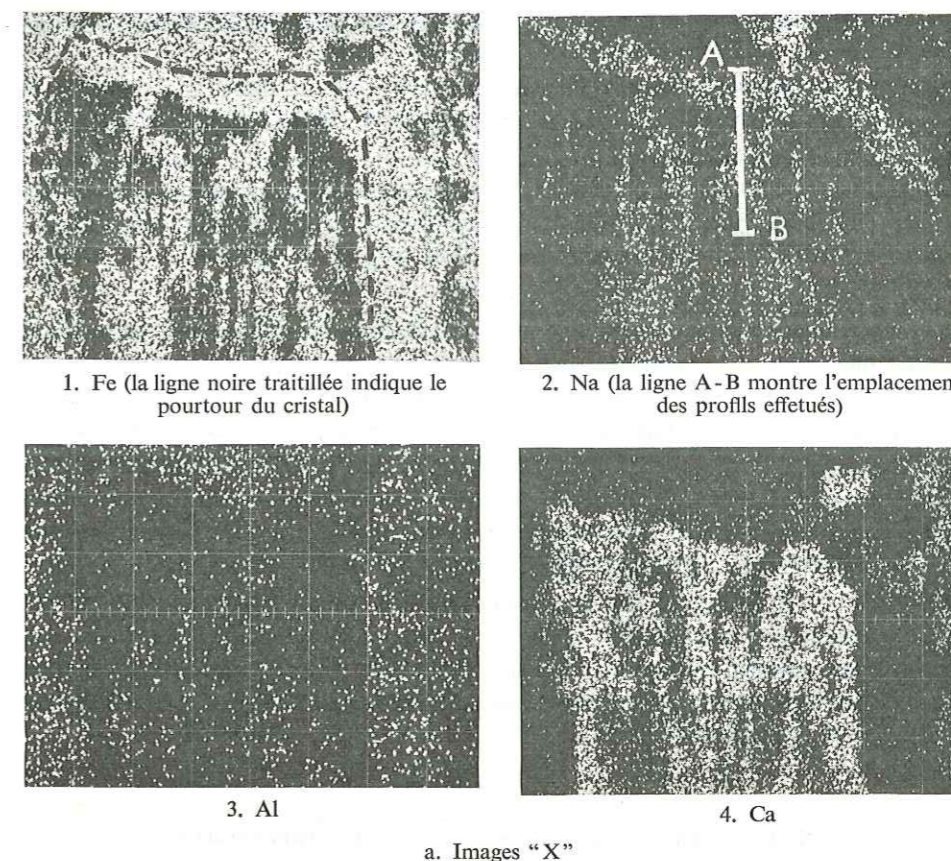 A
B
1. Fe (la ligne noire traitillée indique le
pourtour du cristal)
2. Na (la ligne A-B montre l'emplacemen
des profils effetués)
3. Al
4. Ca
a. Images “X”